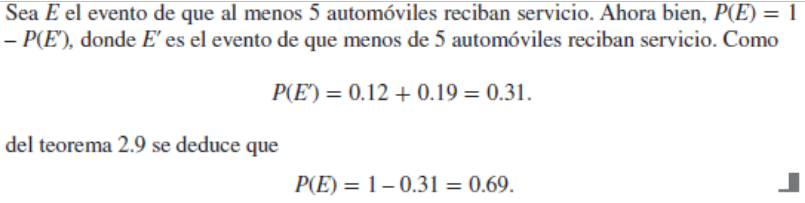 Sea E el evento de que al menos 5 automóviles reciban servicio. Ahora bien, P(E) = 1
– P(E′), donde E′ es el evento de que menos de 5 automóviles reciban servicio. Como
P(E′) = 0.12 + 0.19 = 0.31.
del teorema 2.9 se deduce que
P(E) = 1 – 0.31 = 0.69.